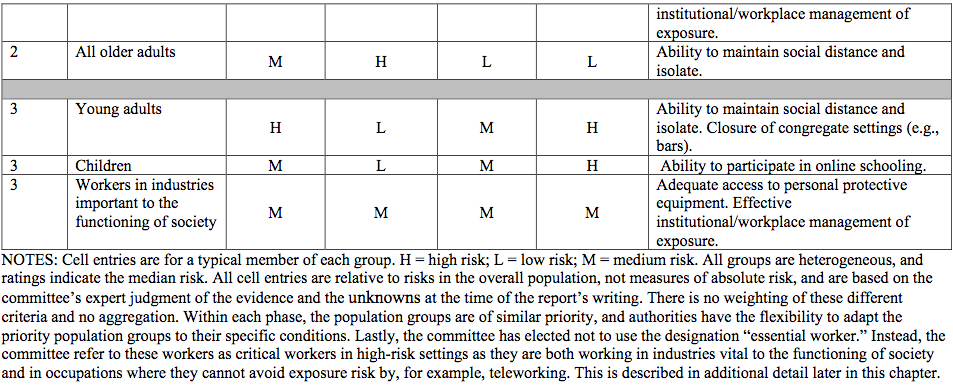 institutional/workplace management of
exposure.
2 All older adults M H L L Ability to maintain social distance and
isolate.
3 Young adults H L M H Ability to maintain social distance and
isolate. Closure of congregate settings (e.g.,
bars).
3 Children M L M H Ability to participate in online schooling.
3 Workers in industries
important to the
functioning of society M M M M Adequate access to personal protective
equipment. Effective
institutional/workplace management of
exposure.
NOTES: Cell entries are for a typical member of each group. H = high risk; L = low risk; M = medium risk. All groups are heterogeneous, and
ratings indicate the median risk. All cell entries are relative to risks in the overall population, not measures of absolute risk, and are based on the
committee’s expert judgment of the evidence and the unknowns at the time of the report’s writing. There is no weighting of these different
criteria and no aggregation. Within each phase, the population groups are of similar priority, and authorities have the flexibility to adapt the
priority population groups to their specific conditions. Lastly, the committee has elected not to use the designation “essential worker.” Instead, the
committee refer to these workers as critical workers in high-risk settings as they are both working in industries vital to the functioning of society
and in occupations where they cannot avoid exposure risk by, for example, teleworking. This is described in additional detail later in this chapter.